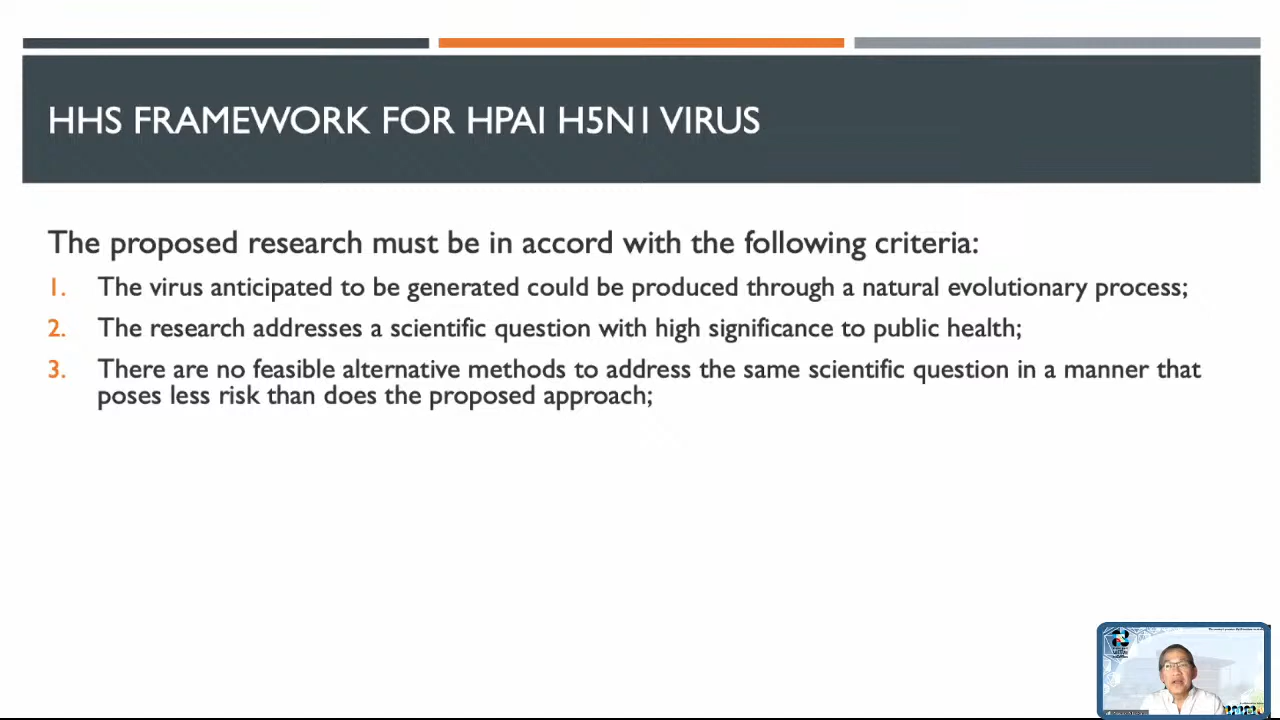 HHS FRAMEWORK FOR HPAI H5N1 VIRUS
The proposed research must be in accord with the following criteria:
1. The virus anticipated to be generated could be produced through a natural evolutionary process;
2. The research addresses a scientific question with high significance to public health;
3. There are no feasible alternative methods to address the same scientific question in a manner that
poses less risk than does the proposed approach;